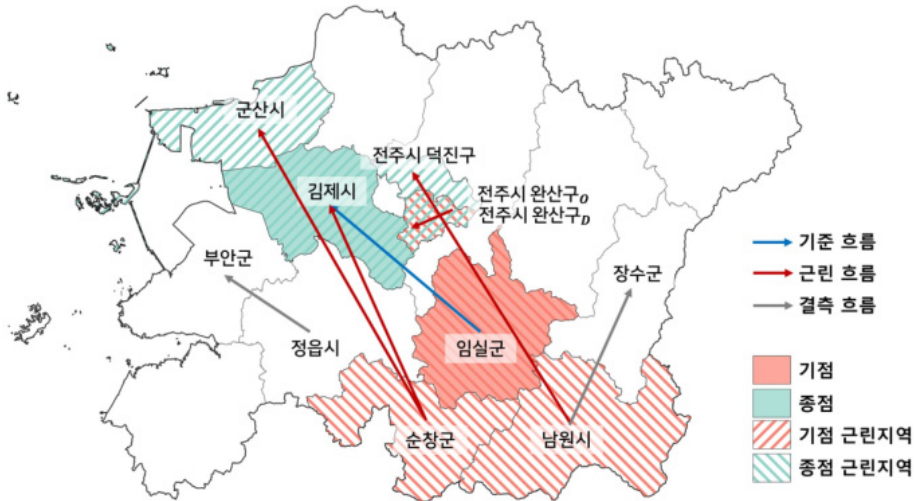 군산시
전주시 덕진구
김제시
전주시 완산구O
전주시 완산구D
부안군
장수군
정읍시
임실군
순창군
남원시
기준 흐름
근린 흐름
결측 흐름
기점
종점
기점 근린지역
종점 근린지역